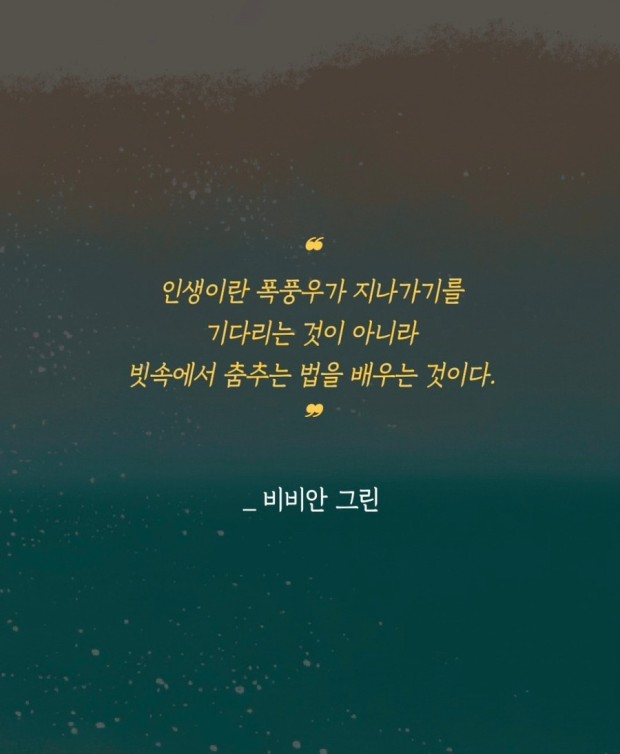 ❝
인생이란 폭풍우가 지나가기를
기다리는 것이 아니라
빗속에서 춤추는 법을 배우는 것이다.
❞
_ 비비안 그린